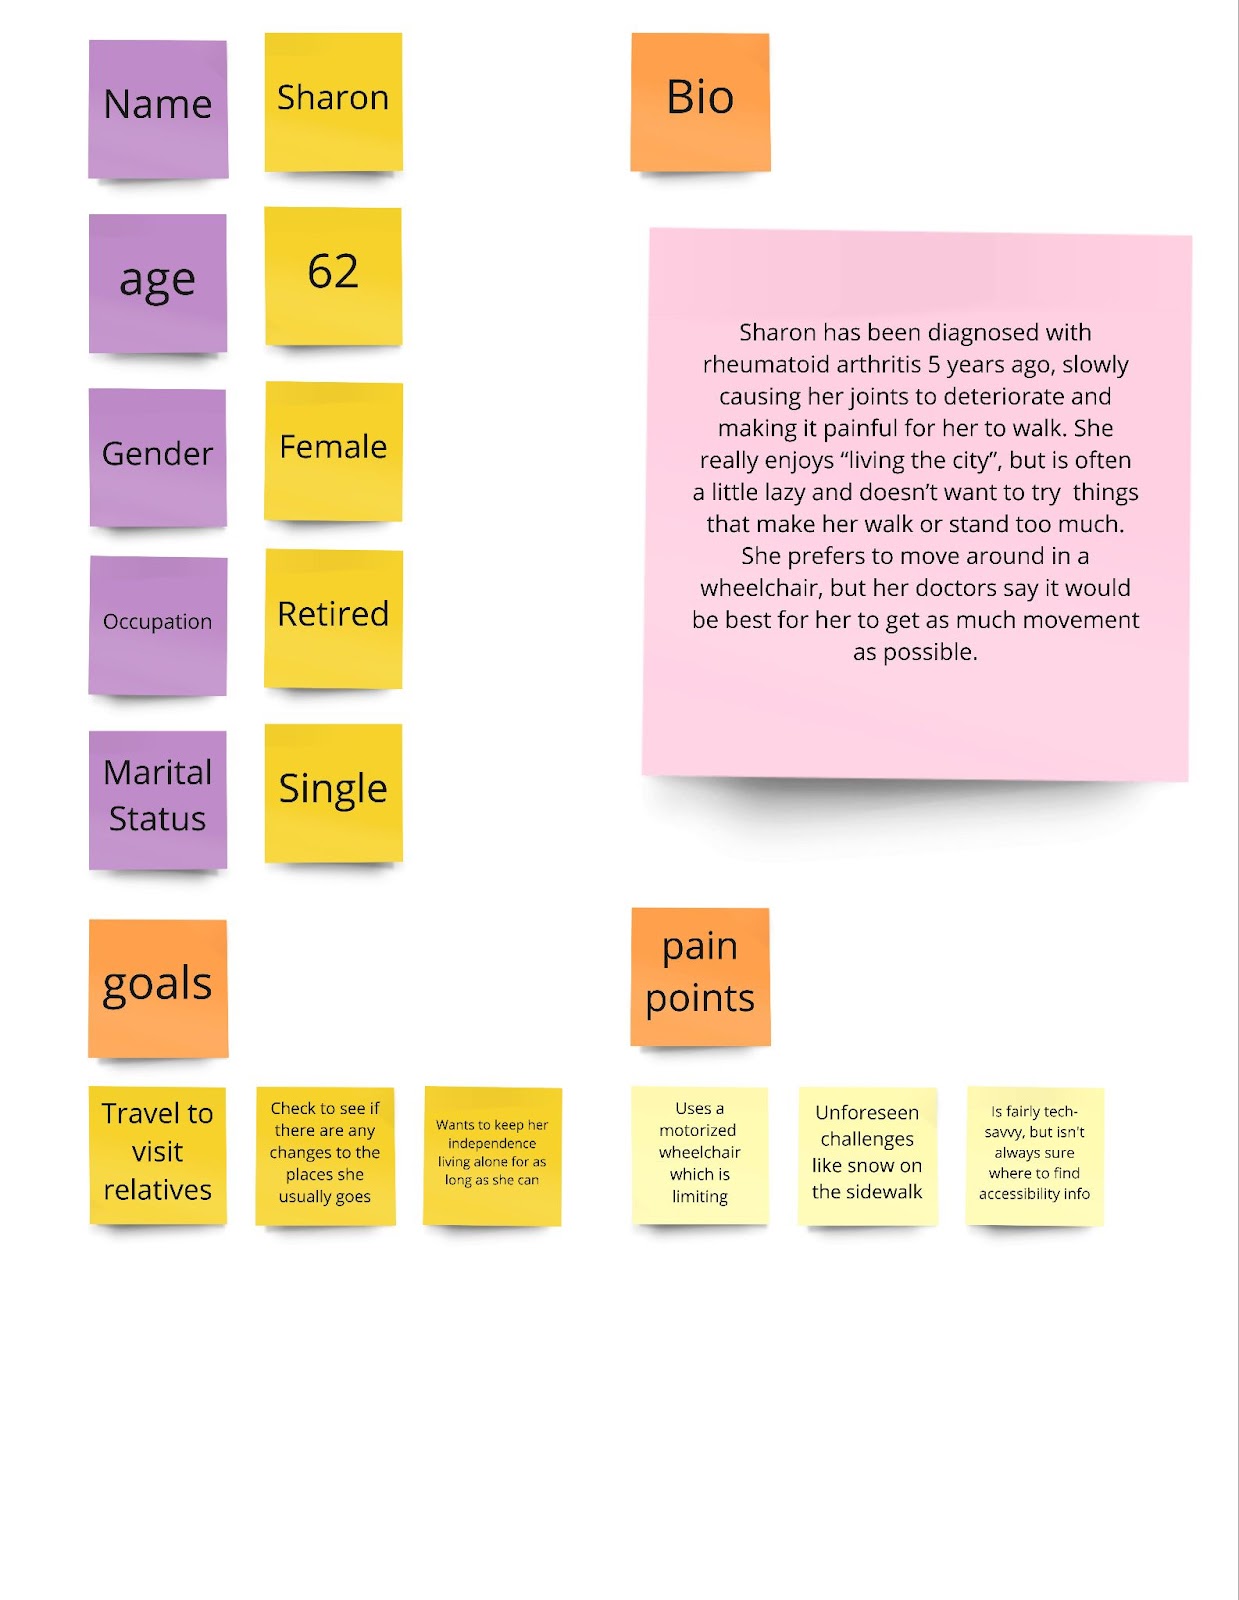 Name
Sharon
age
62
Gender
Female
Occupation
Retired
Marital
Status
Single
Bio
Sharon has been diagnosed with
rheumatoid arthritis 5 years ago, slowly
causing her joints to deteriorate and
making it painful for her to walk. She
really enjoys “living the city”, but is often
a little lazy and doesn’t want to try  things
that make her walk or stand too much.
She prefers to move around in a
wheelchair, but her doctors say it would
be best for her to get as much movement
as possible.
goals
Travel to
visit
relatives
Check to see if
there are any
changes to the
places she
usually goes
Wants to keep her
independence
living alone for as
long as she can
pain
points
Uses a
motorized
wheelchair
which is
limiting
Unforeseen
challenges
like snow on
the sidewalk
Is fairly tech-
savvy, but isn't
always sure
where to find
accessibility info